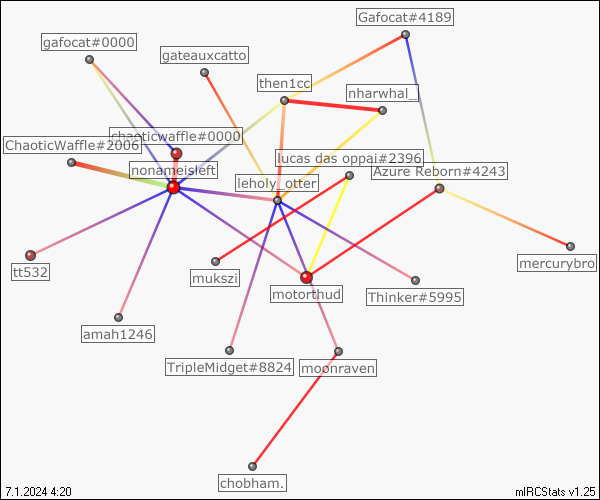 Gafocat#4189
gafocat#0000
gateauxcatto
then1cc
nharwhal_
chaoticwaffle#0000
ChaoticWaffle#2006
lucas das oppai#2396
nonameisleft
Azure Reborn#4243
leholy_otter
mercurybro
tt532
mukszi
motorthud
Thinker#5995
amah1246
TripleMidget#8824
moonraven
chobham.
7.1.2024 4:20
mIRCStats v1.25